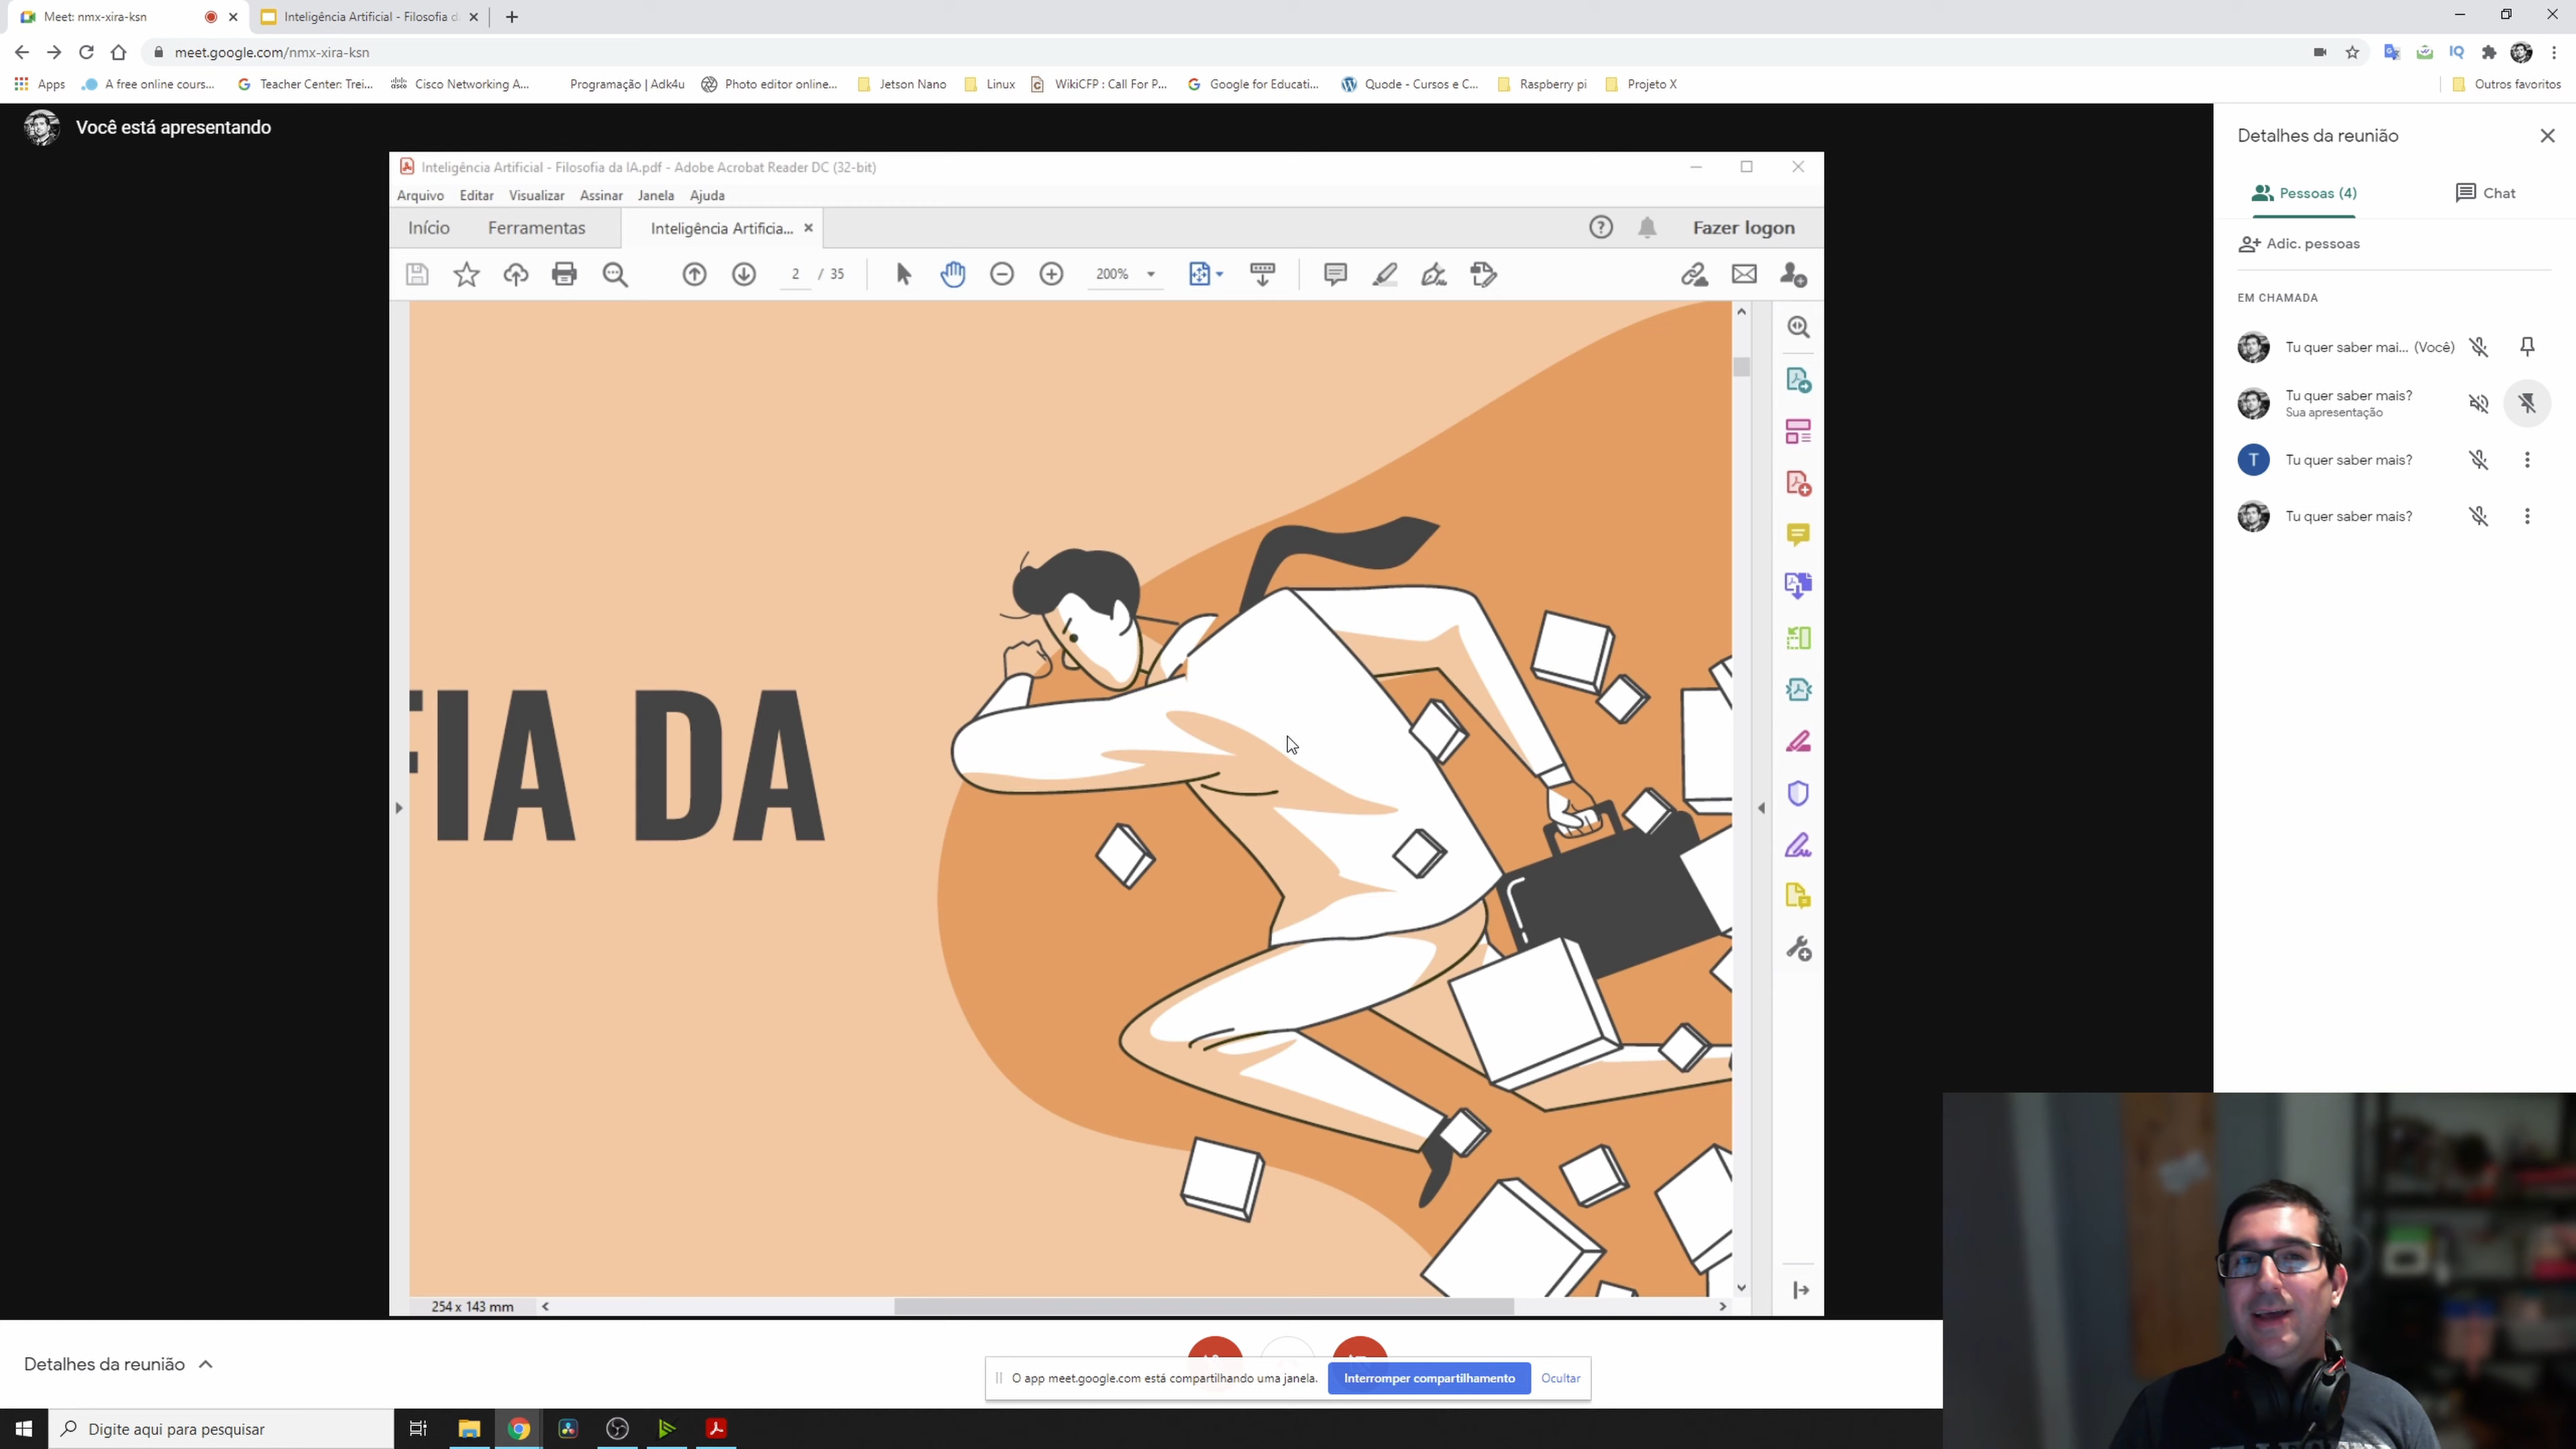 Meet: nmx-xira-ksn
Inteligência Artificial - Filosofia d
meet.google.com/nmx-xira-ksn
IQ
Apps
A free online cours...
Teacher Center: Trei...
Cisco Networking A...
Programação | Adk4u
Photo editor online...
Jetson Nano
Linux
WikiCFP : Call For P...
Google for Educati...
Quode - Cursos e C...
Raspberry pi
Projeto X
Outros favoritos
Você está apresentando
Detalhes da reunião
Pessoas (4)
Chat
Adic. pessoas
EM CHAMADA
Tu quer saber mai... (Você)
Tu quer saber mais?
Sua apresentação
T
Tu quer saber mais?
Tu quer saber mais?
Inteligência Artificial - Filosofia da IA.pdf - Adobe Acrobat Reader DC (32-bit)
Arquivo Editar Visualizar Assinar Janela Ajuda
Início Ferramentas Inteligência Artificia... Fazer logon
2 / 35
200%
FIA DA
254 x 143 mm
Detalhes da reunião
O app meet.google.com está compartilhando uma janela.
Interromper compartilhamento
Ocultar
Digite aqui para pesquisar